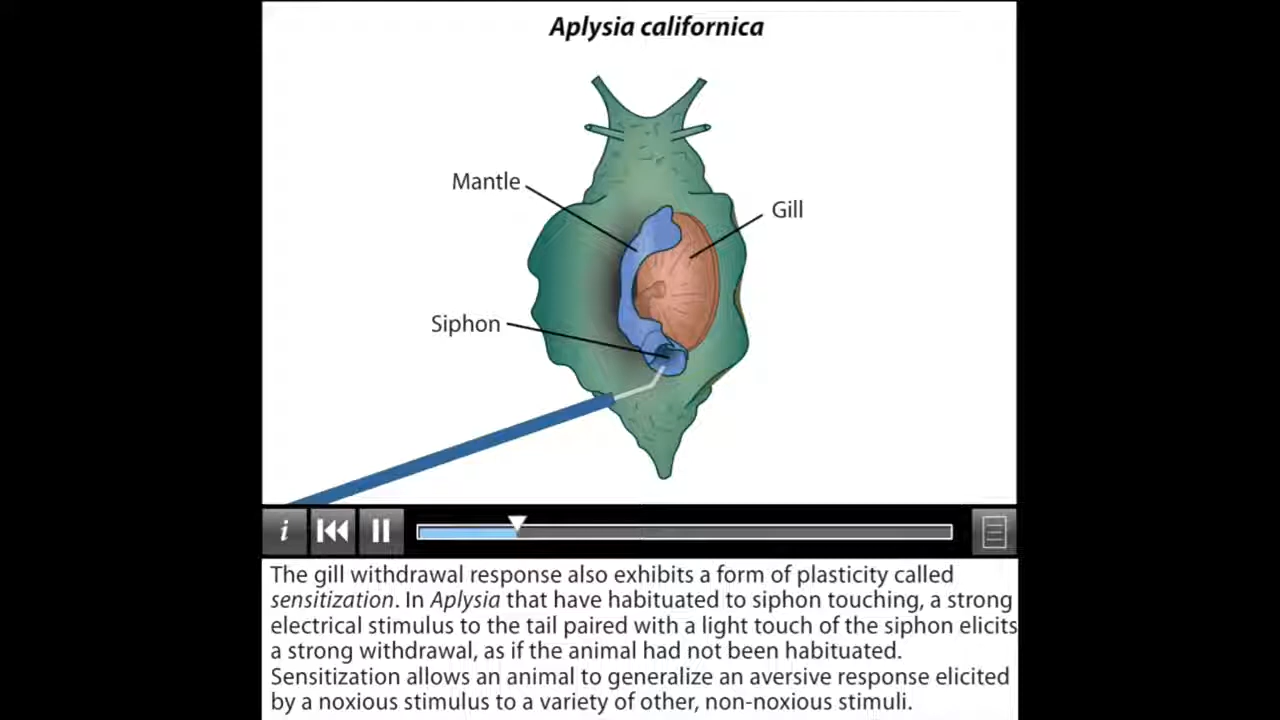 Aplysia californica
Mantle
Gill
Siphon
i
The gill withdrawal response also exhibits a form of plasticity called
sensitization. In Aplysia that have habituated to siphon touching, a strong
electrical stimulus to the tail paired with a light touch of the siphon elicits
a strong withdrawal, as if the animal had not been habituated.
Sensitization allows an animal to generalize an aversive response elicited
by a noxious stimulus to a variety of other, non-noxious stimuli.